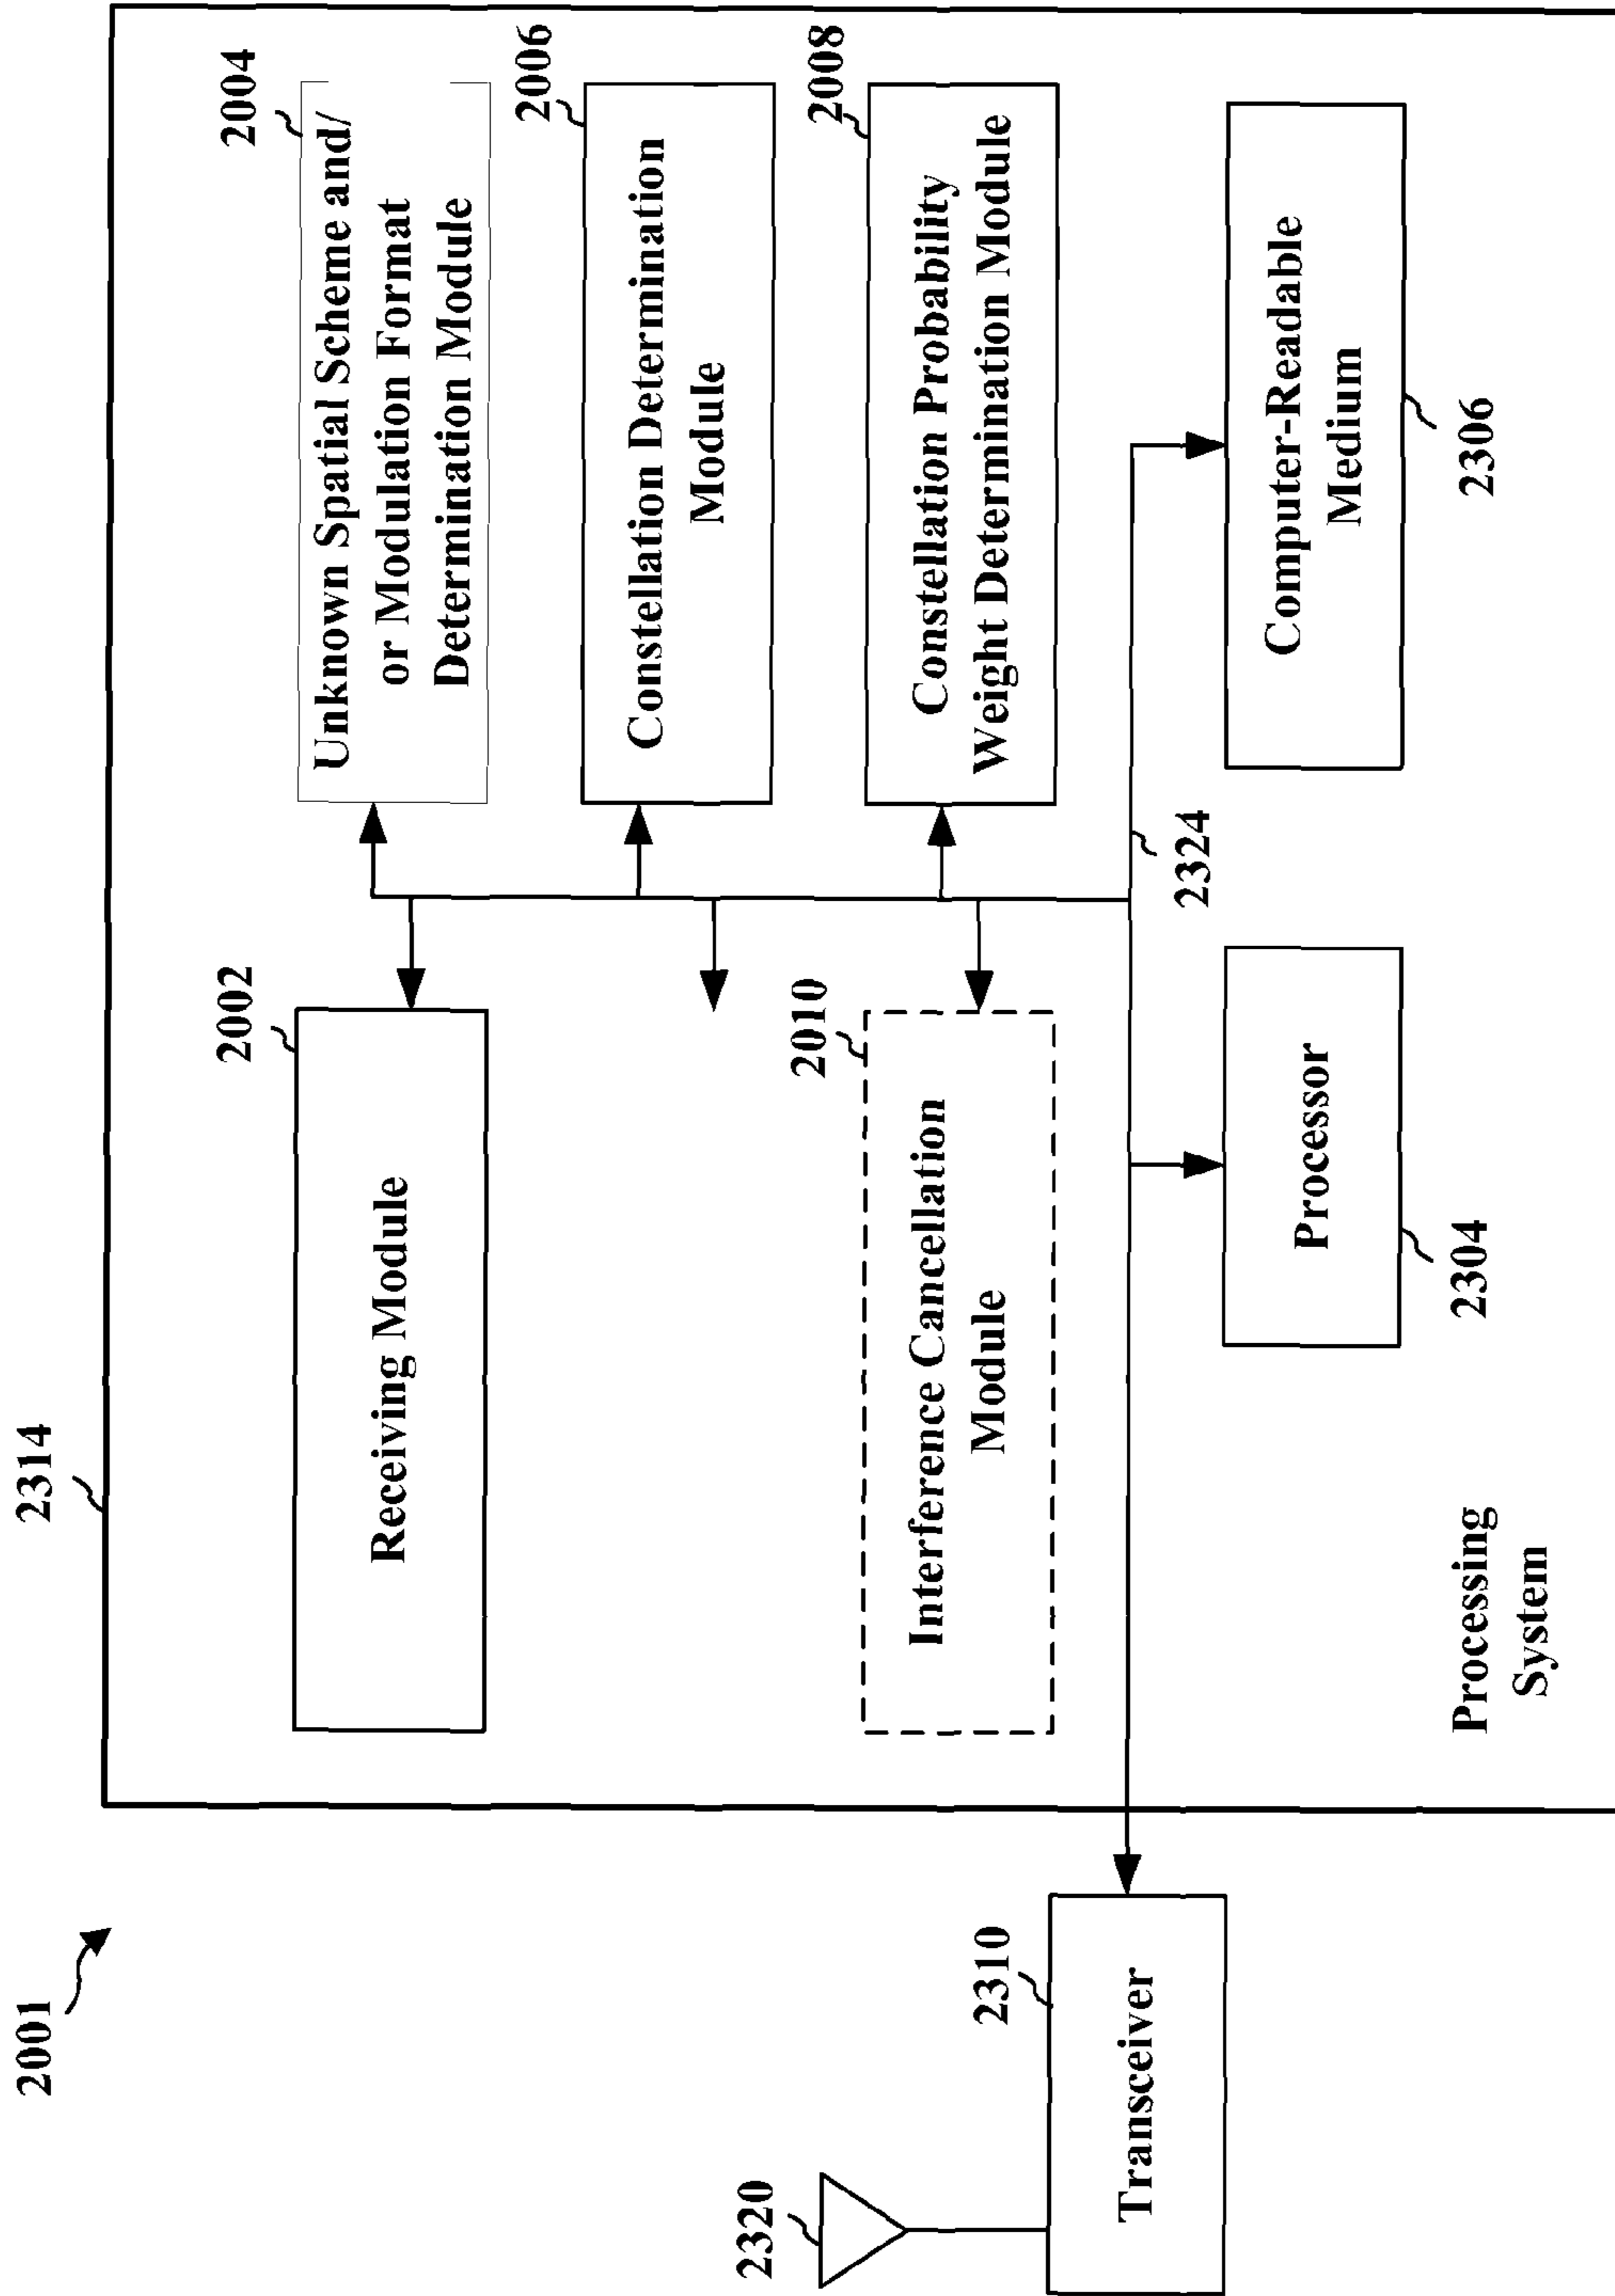 2001
2314
2002
Receiving Module
2004
Unknown Spatial Scheme and/
or Modulation Format
Determination Module
2006
Constellation Determination
Module
2010
Interference Cancellation
Module
2008
Constellation Probability
Weight Determination Module
2320
2310
Transceiver
2324
Processor
2304
Computer-Readable
Medium
2306
Processing
System